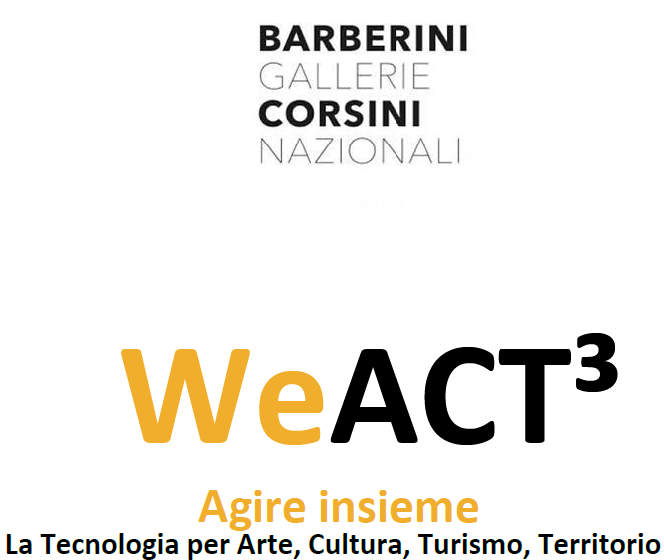 BARBERINI
GALLERIE
CORSINI
NAZIONALI
WeACT³
Agire insieme
La Tecnologia per Arte, Cultura, Turismo, Territorio